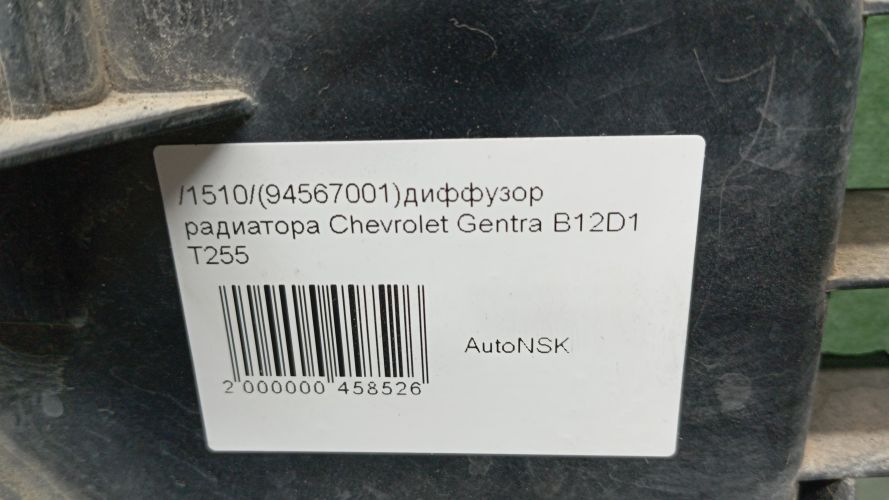 /1510/(94567001)диффузор
радиатора Chevrolet Gentra B12D1
T255
AutoNSK
2 000000 458526